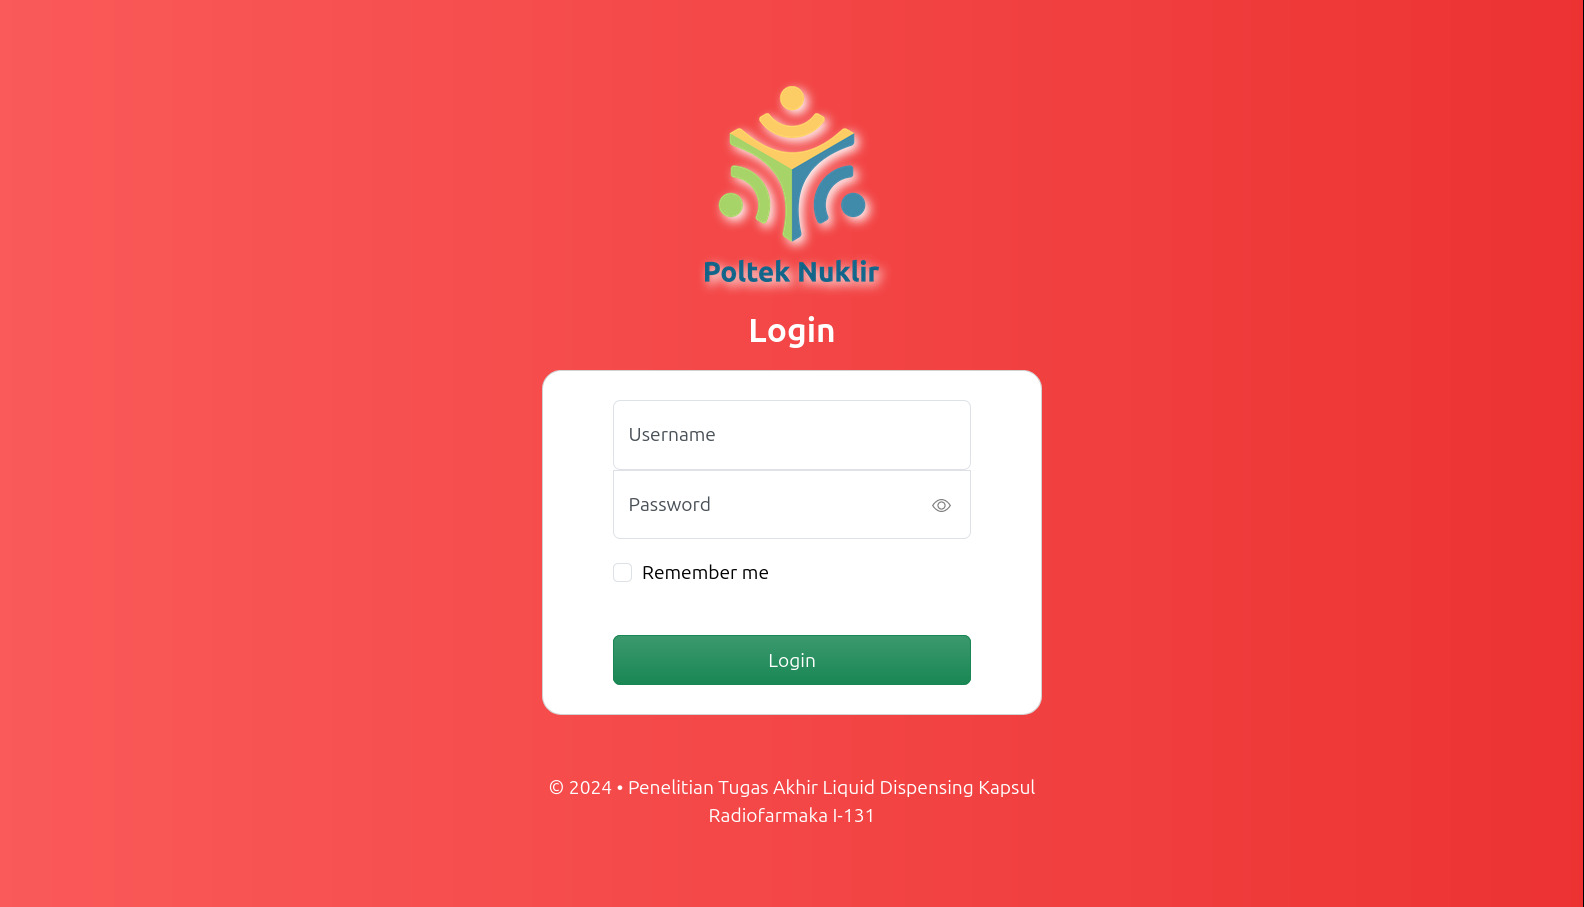 Poltek Nuklir
Login
Username
Password
Remember me
Login
© 2024 • Penelitian Tugas Akhir Liquid Dispensing Kapsul
Radiofarmaka I-131